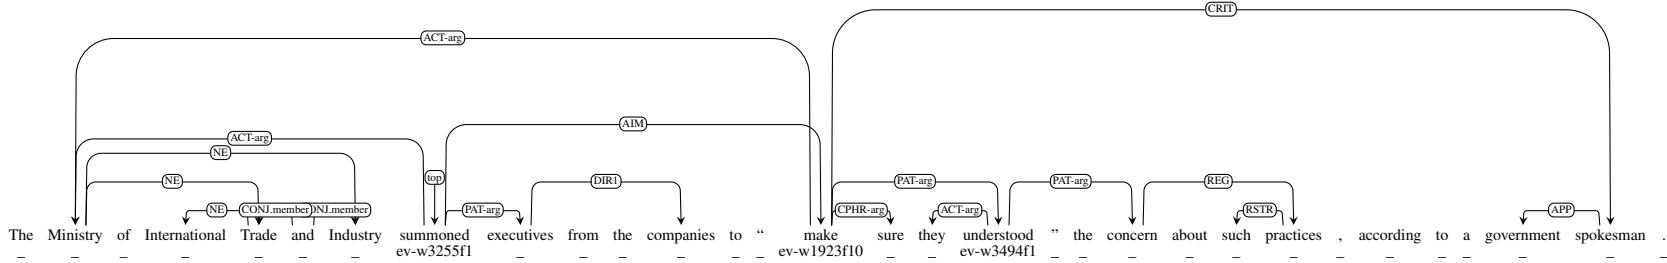 CRIT
ACT-arg
AIM
ACT-arg
NE
top
NE DIR1 PAT-arg PAT-arg REG
NE CONJ.member PAT-arg CPHR-arg ACT-arg RSTR APP
The Ministry of International Trade and Industry summoned executives from the companies to “ make sure they understood ” the concern about such practices , according to a government spokesman .
_ _ _ _ _ _ _ ev-w3255f1 _ _ _ _ _ _ ev-w1923f10 _ _ ev-w3494f1 _ _ _ _ _ _ _ _ _ _ _ _ _